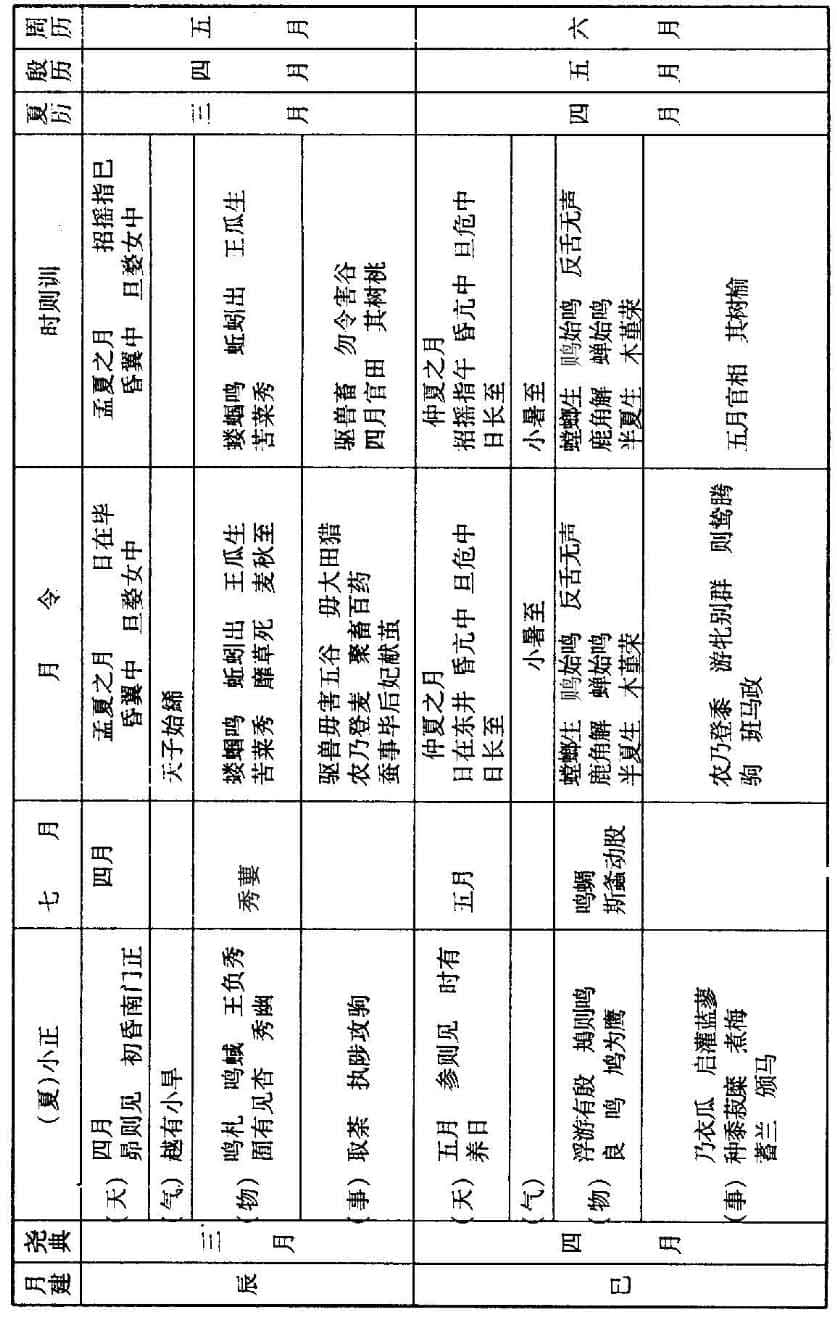 月建
尧典
(夏)小正
七 月
月 令
时则训
夏历
殷历
周历
辰
三 月
(天)
四月
昴则见 初昏南门正
四月
孟夏之月 日在毕
昏翼中 旦婺女中
孟夏之月 招摇指巳
昏翼中 旦婺女中
三 月
四 月
五 月
(气)
越有小旱
天子始絺
(物)
鸣札 鸣蜮 王负秀
囿有见杏 秀幽
秀葽
蝼蝈鸣 蚯蚓出 王瓜生
苦菜秀 靡草死 麦秋至
蝼蝈鸣 蚯蚓出 王瓜生
苦菜秀
(事)
取荼 执陟攻驹
驱兽毋害五谷 毋大田猎
农乃登麦 聚畜百药
蚕事毕后妃献茧
驱兽畜 勿令害谷
四月官田 其树桃
巳
四 月
(天)
五月 参则见 时有
养日
五月
仲夏之月
日在东井 昏亢中 旦危中
日长至
仲夏之月
招摇指午 昏亢中 旦危中
日长至
四 月
五 月
六 月
(气)
小暑至
小暑至
(物)
浮游有殷 鴂则鸣
良 鸣 鸠为鹰
鸣蜩
斯螽动股
螳螂生 䴗始鸣 反舌无声
鹿角解 蝉始鸣
半夏生 木堇荣
螳螂生 䴗始鸣 反舌无声
鹿角解 蝉始鸣
半夏生 木堇荣
(事)
乃衣瓜 启灌蓝蓼
种黍菽糜 煮梅
蓄兰 颁马
农乃登黍 游牝别群 则絷腾
驹 班马政
五月官相 其树榆